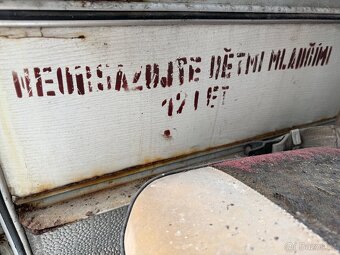 NEOBSAZUJTE DĚTMI MLADŠÍMI
12 LET